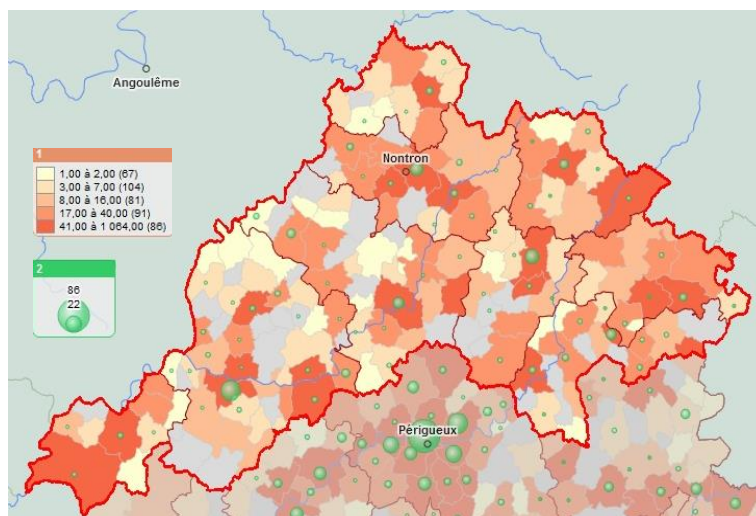 Angoulême
Nontron
1
1,00 à 2,00 (67)
3,00 à 7,00 (104)
8,00 à 16,00 (81)
17,00 à 40,00 (91)
41,00 à 1 064,00 (86)
2
86
22
Périgueux